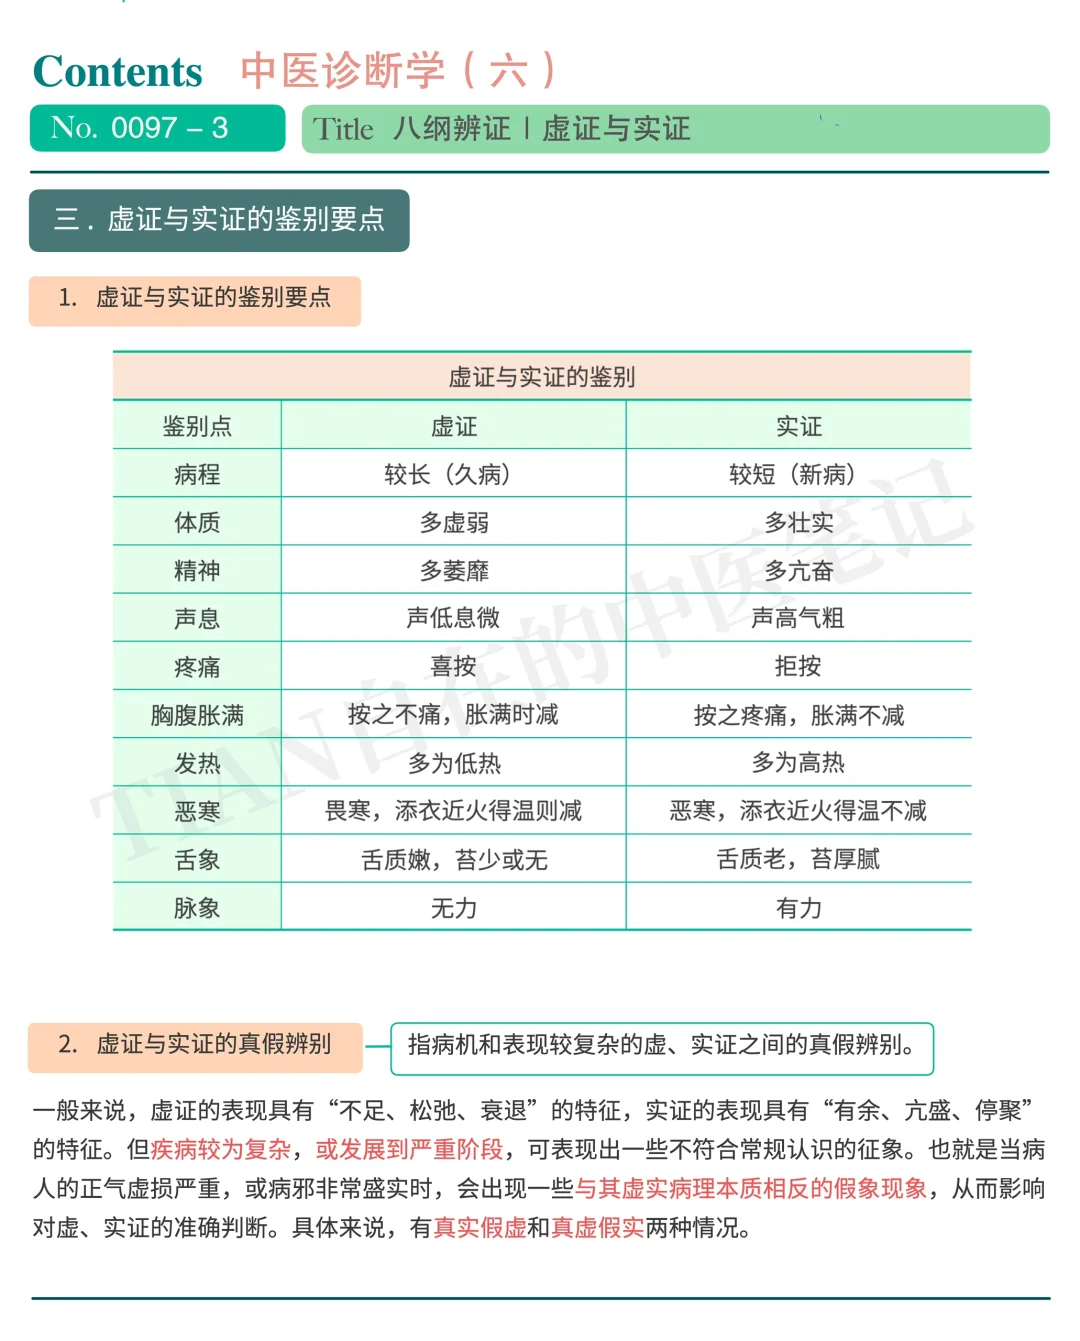 Contents 中医诊断学（六）
No. 0097 – 3
Title 八纲辨证 | 虚证与实证
三 . 虚证与实证的鉴别要点
1. 虚证与实证的鉴别要点
虚证与实证的鉴别
鉴别点 虚证 实证
病程 较长（久病） 较短（新病）
体质 多虚弱 多壮实
精神 多萎靡 多亢奋
声息 声低息微 声高气粗
疼痛 喜按 拒按
胸腹胀满 按之不痛，胀满时减 按之疼痛，胀满不减
发热 多为低热 多为高热
恶寒 畏寒，添衣近火得温则减 恶寒，添衣近火得温不减
舌象 舌质嫩，苔少或无 舌质老，苔厚腻
脉象 无力 有力
TIAN自在的中医笔记
2. 虚证与实证的真假辨别
指病机和表现较复杂的虚、实证之间的真假辨别。
一般来说，虚证的表现具有“不足、松弛、衰退”的特征，实证的表现具有“有余、亢盛、停聚”
的特征。但疾病较为复杂，或发展到严重阶段，可表现出一些不符合常规认识的征象。也就是当病
人的正气虚损严重，或病邪非常盛实时，会出现一些与其虚实病理本质相反的假象现象，从而影响
对虚、实证的准确判断。具体来说，有真实假虚和真虚假实两种情况。